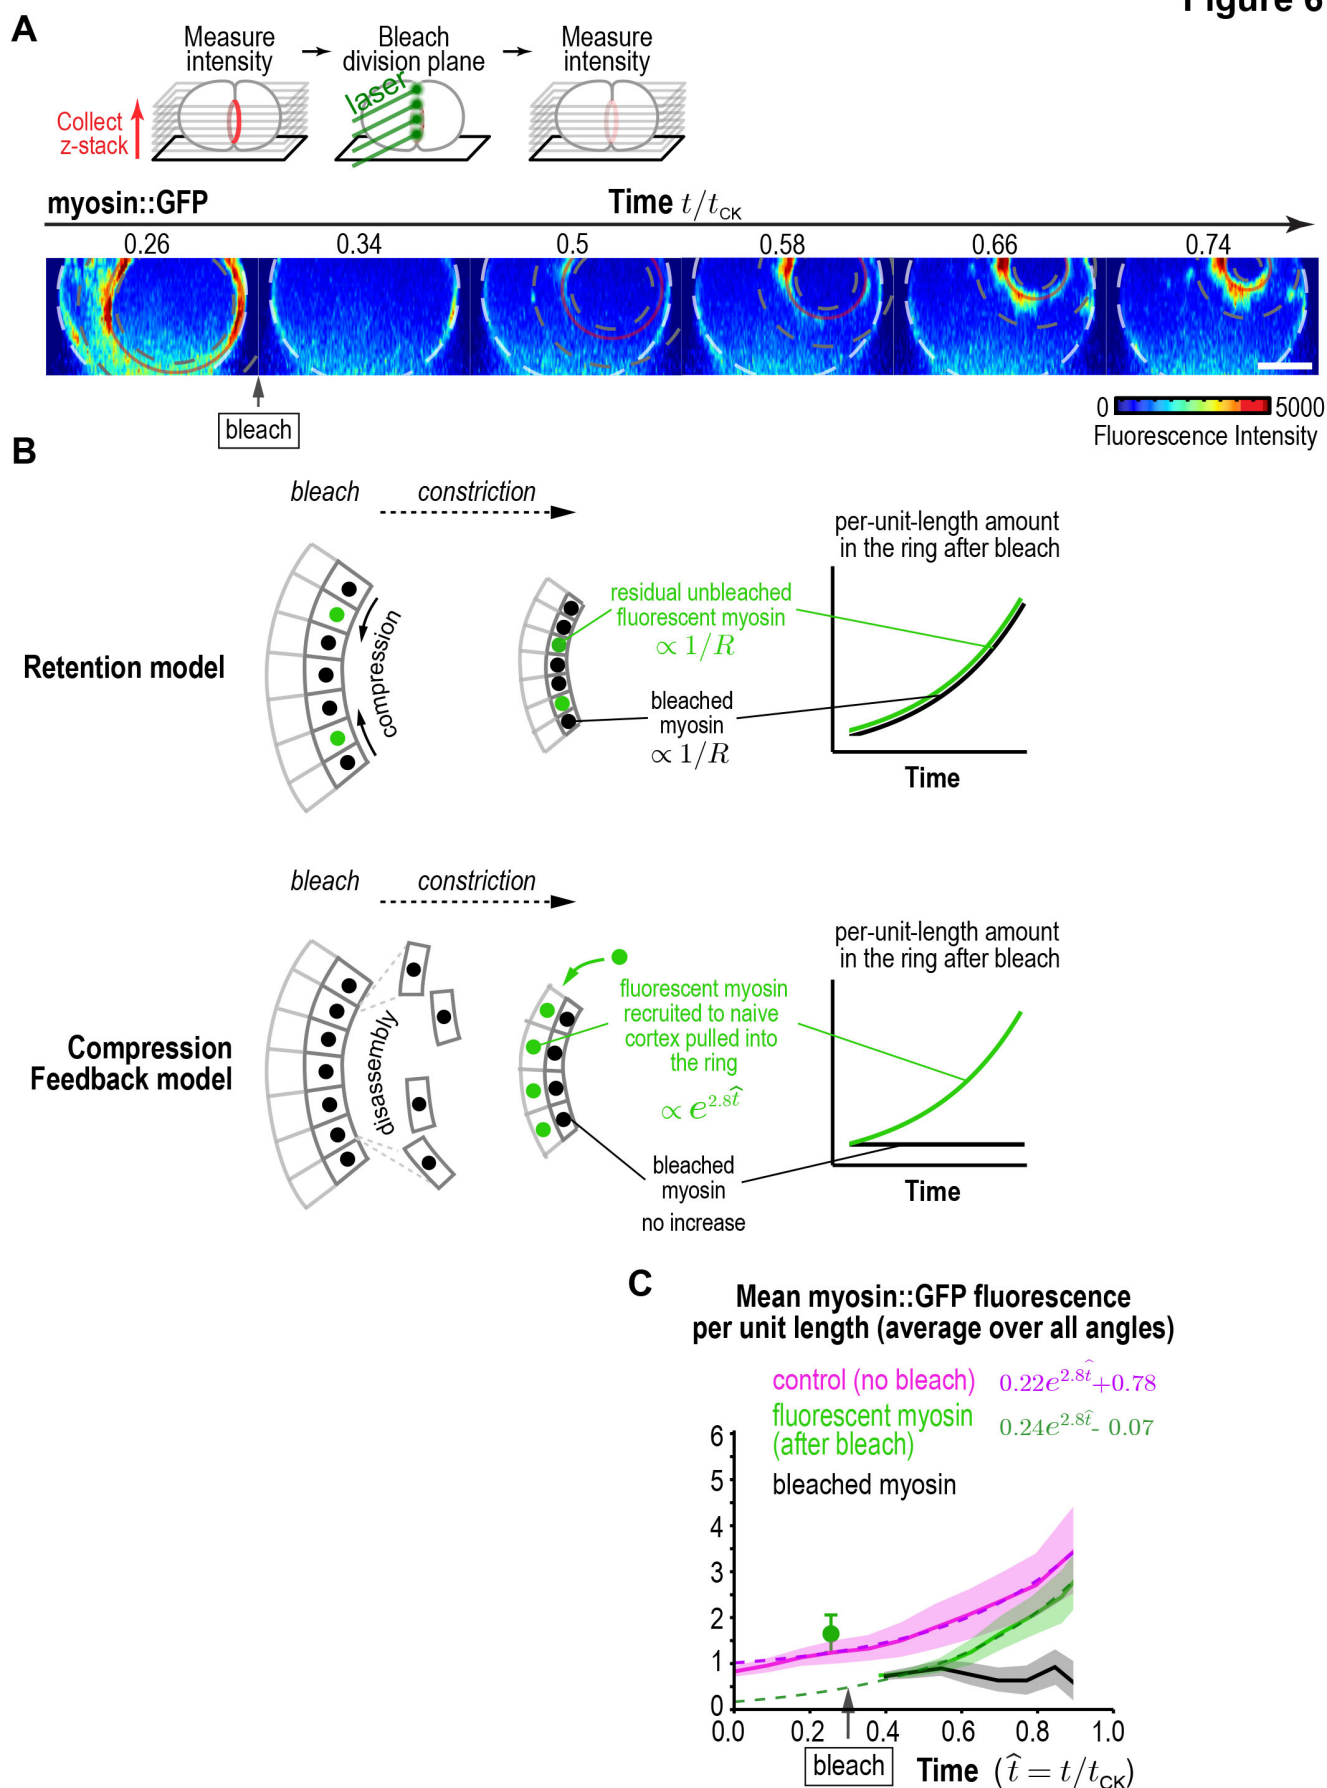 Figure 6
A
Measure
intensity
Bleach
division plane
Measure
intensity
laser
Collect
z-stack
myosin::GFP
Time t/t_CK
0.26 0.34 0.5 0.58 0.66 0.74
bleach
0 5000
Fluorescence Intensity
B
bleach constriction
per-unit-length amount
in the ring after bleach
Retention model
compression
residual unbleached
fluorescent myosin
∝ 1/R
bleached
myosin
∝ 1/R
Time
bleach constriction
per-unit-length amount
in the ring after bleach
Compression
Feedback model
disassembly
fluorescent myosin
recruited to naive
cortex pulled into
the ring
∝ e^{2.8t̂}
bleached
myosin
no increase
Time
C
Mean myosin::GFP fluorescence
per unit length (average over all angles)
control (no bleach) 0.22e^{2.8t̂}+0.78
fluorescent myosin
(after bleach)
0.24e^{2.8t̂}- 0.07
bleached myosin
6
5
4
3
2
1
0
0.0 0.2 0.4 0.6 0.8 1.0
bleach
Time (t̂ = t/t_CK)